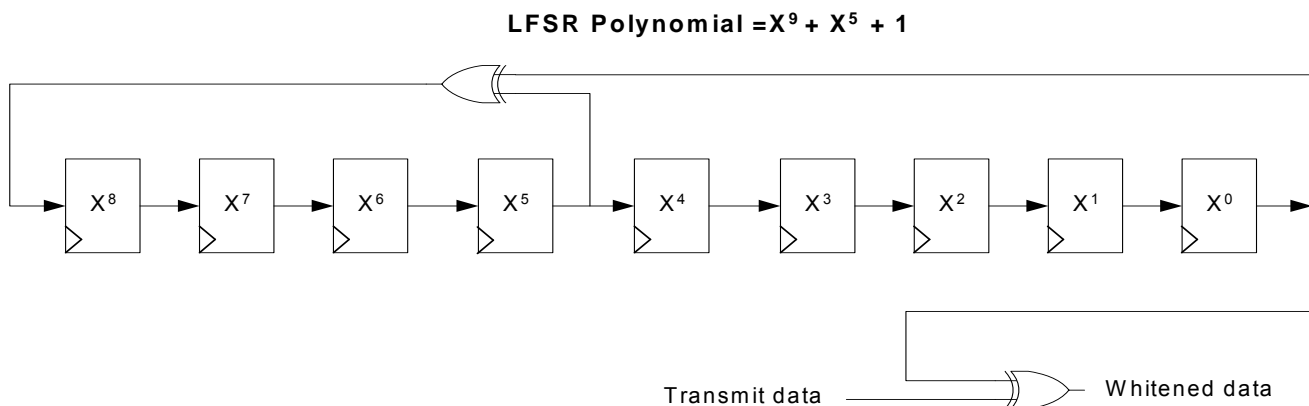 LFSR Polynomial =X⁹ + X⁵ + 1
X⁸ X⁷ X⁶ X⁵ X⁴ X³ X² X¹ X⁰
Transmit data Whitened data